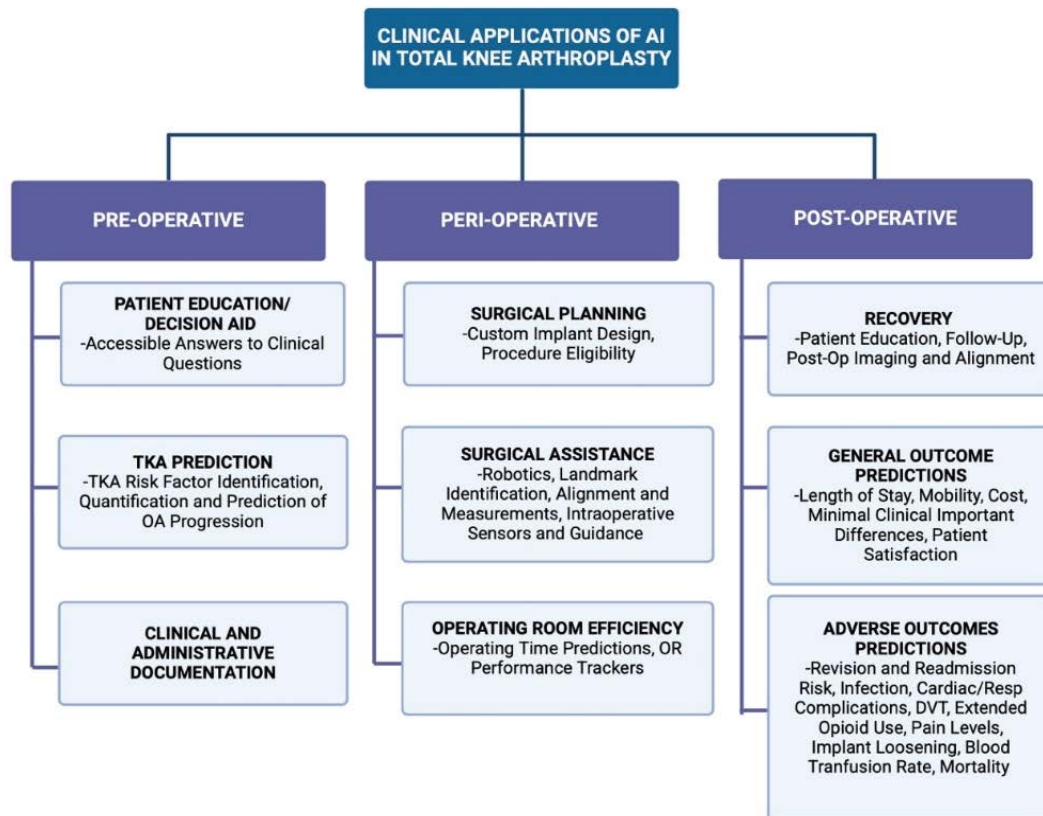 CLINICAL APPLICATIONS OF AI
IN TOTAL KNEE ARTHROPLASTY
PRE-OPERATIVE
PATIENT EDUCATION/
DECISION AID
-Accessible Answers to Clinical
Questions
TKA PREDICTION
-TKA Risk Factor Identification,
Quantification and Prediction of
OA Progression
CLINICAL AND
ADMINISTRATIVE
DOCUMENTATION
PERI-OPERATIVE
SURGICAL PLANNING
-Custom Implant Design,
Procedure Eligibility
SURGICAL ASSISTANCE
-Robotics, Landmark
Identification, Alignment and
Measurements, Intraoperative
Sensors and Guidance
OPERATING ROOM EFFICIENCY
-Operating Time Predictions, OR
Performance Trackers
POST-OPERATIVE
RECOVERY
-Patient Education, Follow-Up,
Post-Op Imaging and Alignment
GENERAL OUTCOME
PREDICTIONS
-Length of Stay, Mobility, Cost,
Minimal Clinical Important
Differences, Patient
Satisfaction
ADVERSE OUTCOMES
PREDICTIONS
-Revision and Readmission
Risk, Infection, Cardiac/Resp
Complications, DVT, Extended
Opioid Use, Pain Levels,
Implant Loosening, Blood
Tranfusion Rate, Mortality